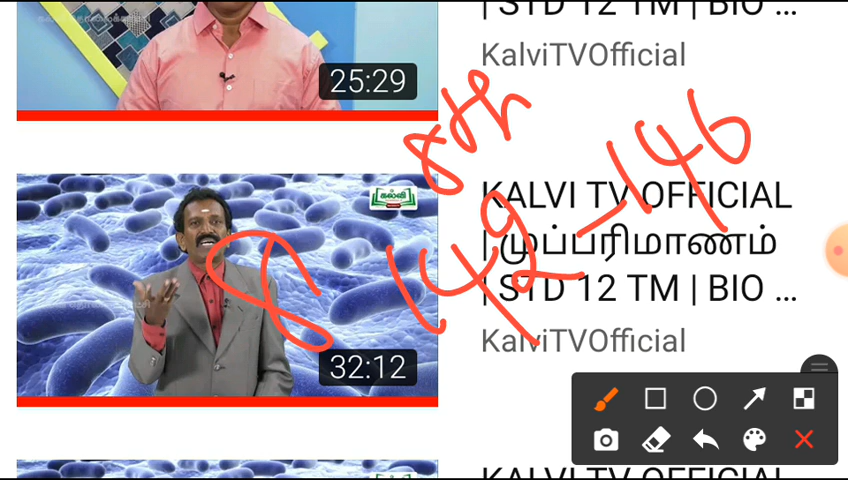 | STD 12 TM | BIO ...
KalviTVOfficial
25:29
8th
KALVI TV OFFICIAL
| முப்பரிமாணம்
| STD 12 TM | BIO ...
KalviTVOfficial
கல்வி
32:12
8 142-146
KALVI TV OFFICIAL